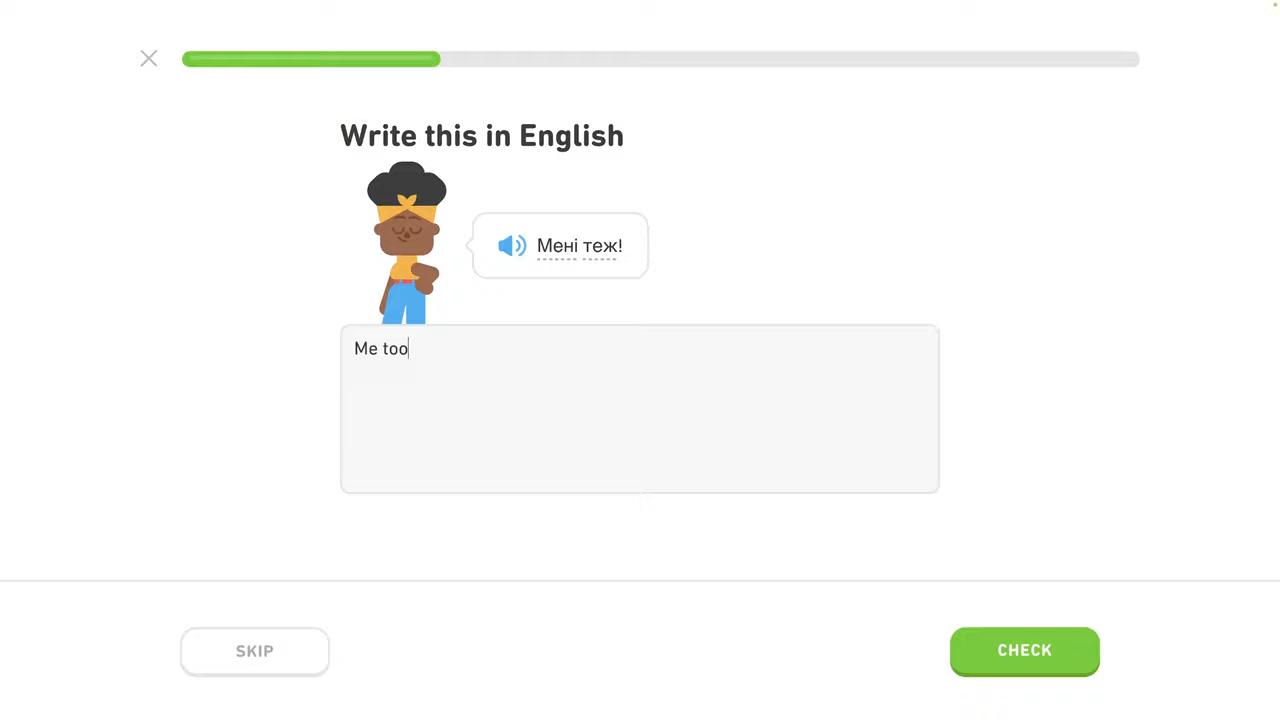 Write this in English
Мені теж!
Me too
SKIP
CHECK